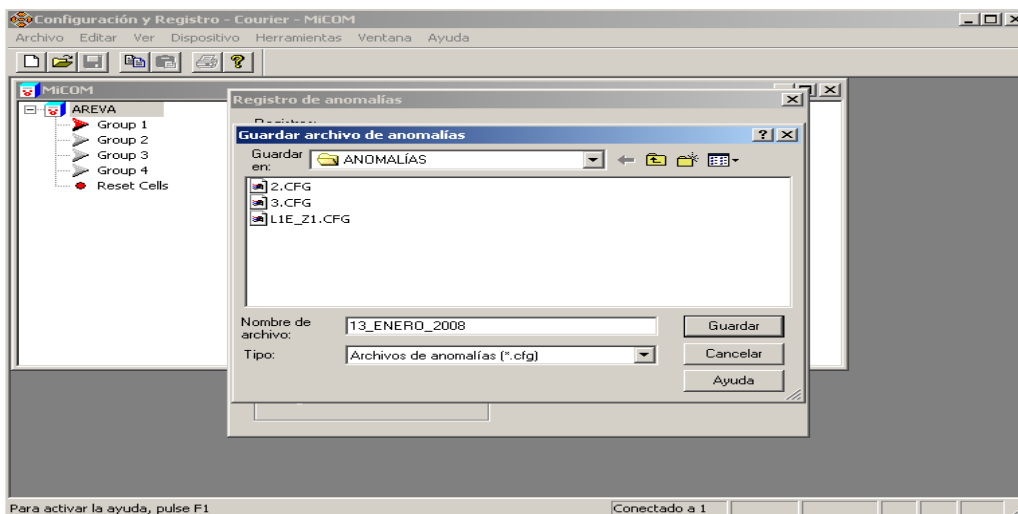 Configuración y Registro - Courier - MiCOM
Archivo Editar Ver Dispositivo Herramientas Ventana Ayuda
MiCOM
AREVA
Group 1
Group 2
Group 3
Group 4
Reset Cells
Registro de anomalías
Guardar archivo de anomalías
Guardar en:
ANOMALÍAS
2.CFG
3.CFG
L1E_Z1.CFG
Nombre de archivo:
13_ENERO_2008
Guardar
Tipo:
Archivos de anomalías (*.cfg)
Cancelar
Ayuda
Para activar la ayuda, pulse F1
Conectado a 1